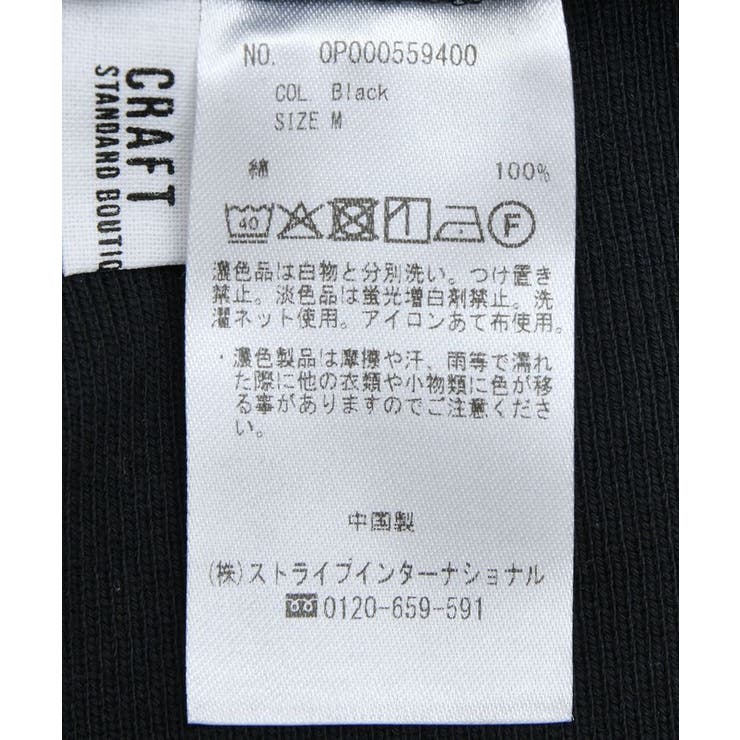 CRAFT
STANDARD BOUTIQ
NO. 0P000559400
COL Black
SIZE M
綿 100%
40
F
濃色品は白物と分別洗い。つけ置き
禁止。淡色品は蛍光増白剤禁止。洗
濯ネット使用。アイロンあて布使用。
・濃色製品は摩擦や汗、雨等で濡れ
た際に他の衣類や小物類に色が移
る事がありますのでご注意くださ
い。
中国製
(株)ストライプインターナショナル
0120-659-591